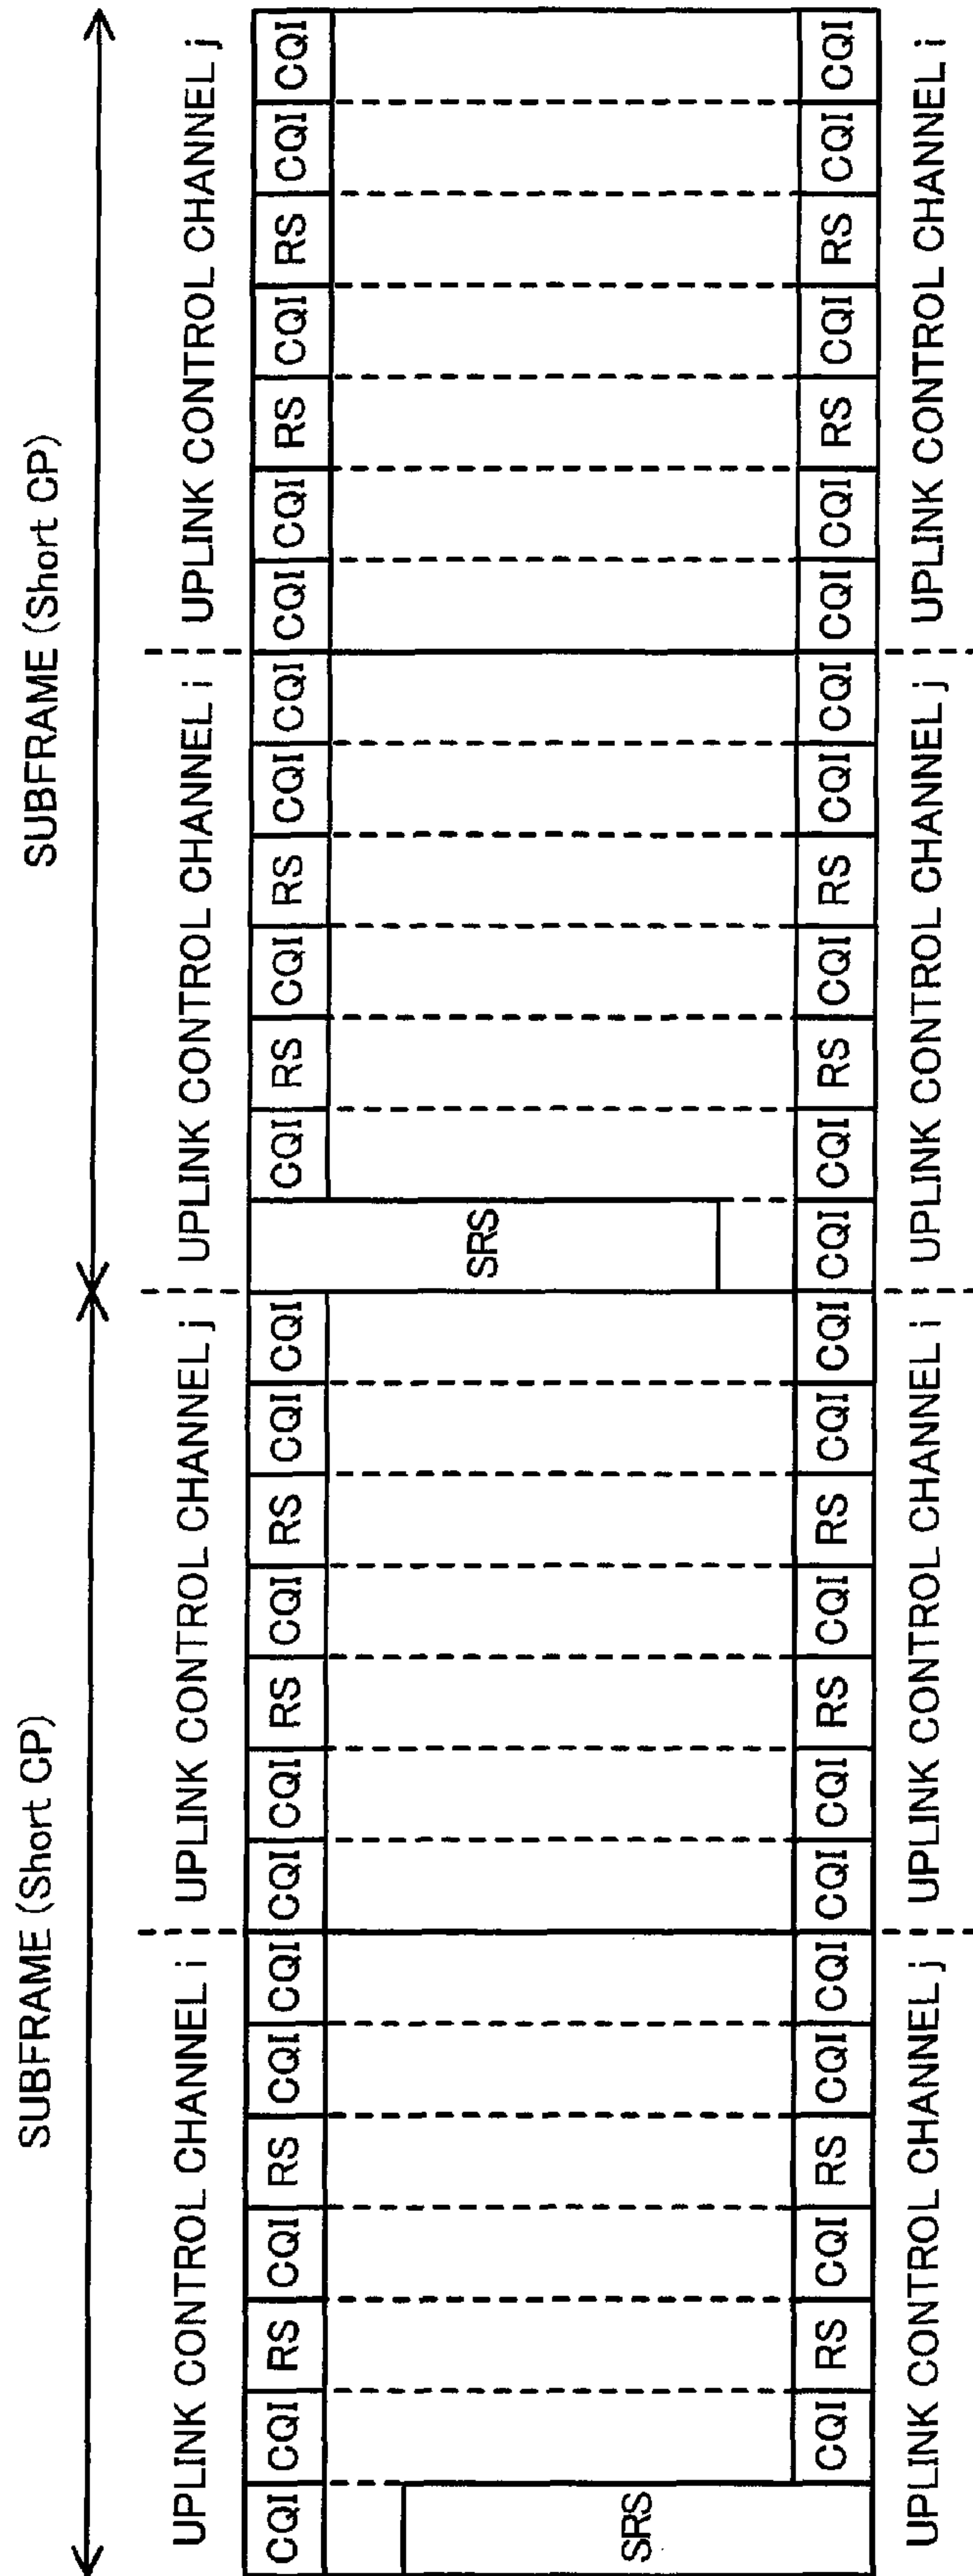 SUBFRAME (Short CP) SUBFRAME (Short CP)
UPLINK CONTROL CHANNEL i UPLINK CONTROL CHANNEL j UPLINK CONTROL CHANNEL i UPLINK CONTROL CHANNEL j
CQI CQI RS CQI RS CQI CQI CQI CQI RS CQI RS CQI CQI CQI RS CQI RS CQI CQI CQI CQI RS CQI RS CQI CQI
SRS SRS
CQI RS CQI RS CQI CQI CQI CQI RS CQI RS CQI CQI CQI CQI RS CQI RS CQI CQI CQI CQI RS CQI RS CQI CQI
UPLINK CONTROL CHANNEL j UPLINK CONTROL CHANNEL i UPLINK CONTROL CHANNEL j UPLINK CONTROL CHANNEL i